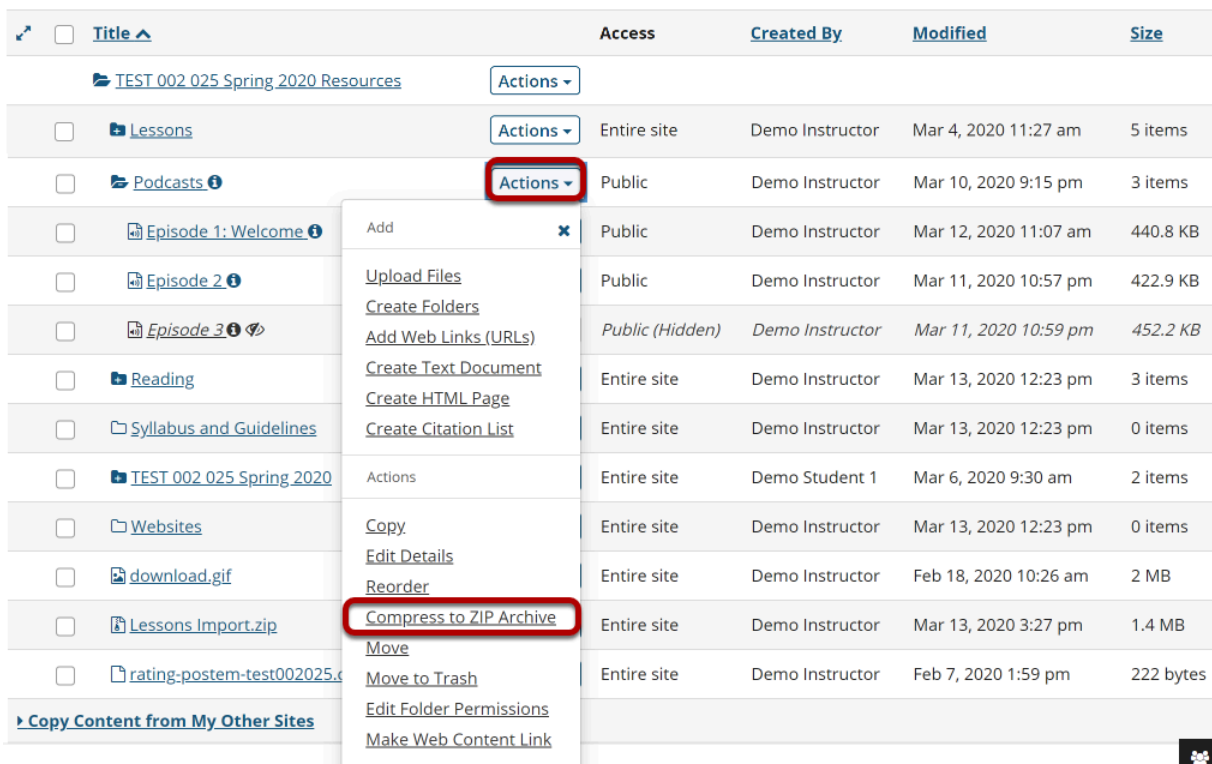 Title Access Created By Modified Size
TEST 002 025 Spring 2020 Resources Actions
Lessons Actions Entire site Demo Instructor Mar 4, 2020 11:27 am 5 items
Podcasts Actions Public Demo Instructor Mar 10, 2020 9:15 pm 3 items
Episode 1: Welcome Public Demo Instructor Mar 12, 2020 11:07 am 440.8 KB
Episode 2 Public Demo Instructor Mar 11, 2020 10:57 pm 422.9 KB
Episode 3 Public (Hidden) Demo Instructor Mar 11, 2020 10:59 pm 452.2 KB
Reading Entire site Demo Instructor Mar 13, 2020 12:23 pm 3 items
Syllabus and Guidelines Entire site Demo Instructor Mar 13, 2020 12:23 pm 0 items
TEST 002 025 Spring 2020 Entire site Demo Student 1 Mar 6, 2020 9:30 am 2 items
Websites Entire site Demo Instructor Mar 13, 2020 12:23 pm 0 items
download.gif Entire site Demo Instructor Feb 18, 2020 10:26 am 2 MB
Lessons Import.zip Entire site Demo Instructor Mar 13, 2020 3:27 pm 1.4 MB
rating-postem-test002025. Entire site Demo Instructor Feb 7, 2020 1:59 pm 222 bytes
Copy Content from My Other Sites
Add
Upload Files
Create Folders
Add Web Links (URLs)
Create Text Document
Create HTML Page
Create Citation List
Actions
Copy
Edit Details
Reorder
Compress to ZIP Archive
Move
Move to Trash
Edit Folder Permissions
Make Web Content Link